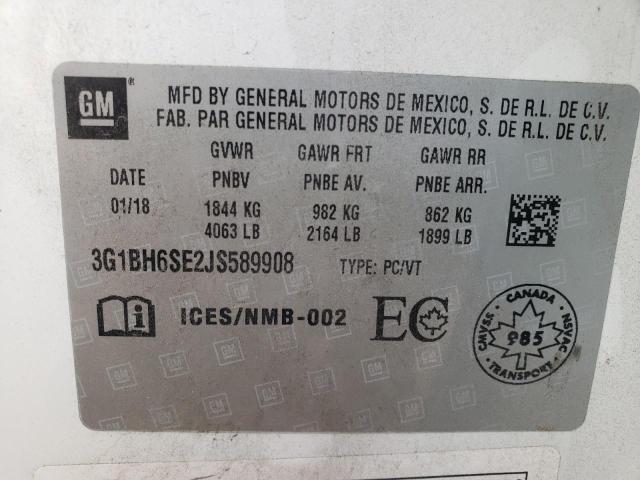 GM
MFD BY GENERAL MOTORS DE MEXICO, S. DE R.L. DE C.V.
FAB. PAR GENERAL MOTORS DE MEXICO, S. DE R.L. DE C.V.
GVWR GAWR FRT GAWR RR
DATE PNBV PNBE AV. PNBE ARR.
01/18 1844 KG 982 KG 862 KG
4063 LB 2164 LB 1899 LB
3G1BH6SE2JS589908 TYPE: PC/VT
i ICES/NMB-002 EC
CANADA
CMVSS 985 NSVAC
TRANSPORT